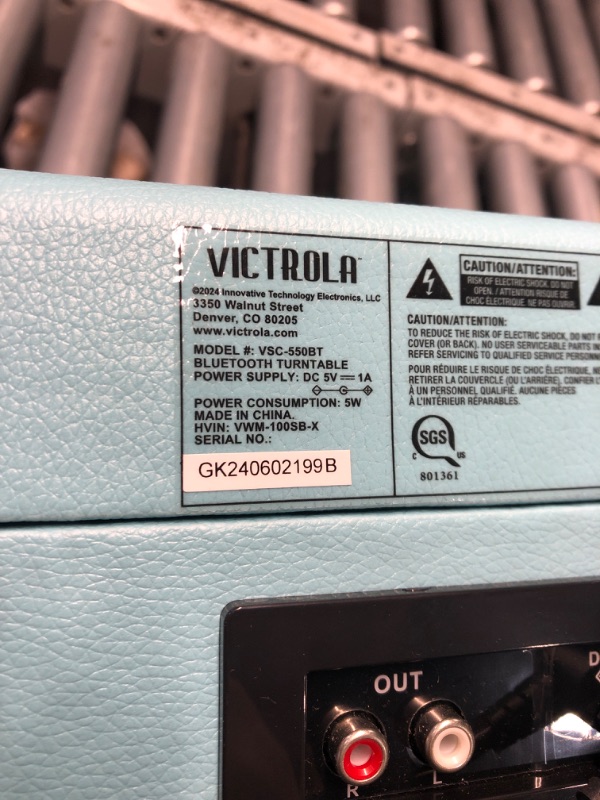 VICTROLA™
©2024 Innovative Technology Electronics, LLC
3350 Walnut Street
Denver, CO 80205
www.victrola.com
MODEL #: VSC-550BT
BLUETOOTH TURNTABLE
POWER SUPPLY: DC 5V⎓1A
POWER CONSUMPTION: 5W
MADE IN CHINA.
HVIN: VWM-100SB-X
SERIAL NO.:
GK240602199B
CAUTION/ATTENTION:
RISK OF ELECTRIC SHOCK. DO NOT
OPEN. / ATTENTION RISQUE DE
CHOC ÉLECTRIQUE. NE PAS OUVRIR
CAUTION/ATTENTION:
TO REDUCE THE RISK OF ELECTRIC SHOCK, DO NOT
COVER (OR BACK). NO USER SERVICEABLE PARTS
REFER SERVICING TO QUALIFIED SERVICE
POUR RÉDUIRE LE RISQUE DE CHOC ÉLECTRIQUE,
RETIRER LA COUVERCLE (OU L'ARRIÈRE).
À UN PERSONNEL QUALIFIÉ. AUCUNE PIÈCES
À L'INTÉRIEUR RÉPARABLES.
SGS
C US
801361
OUT
D
R L